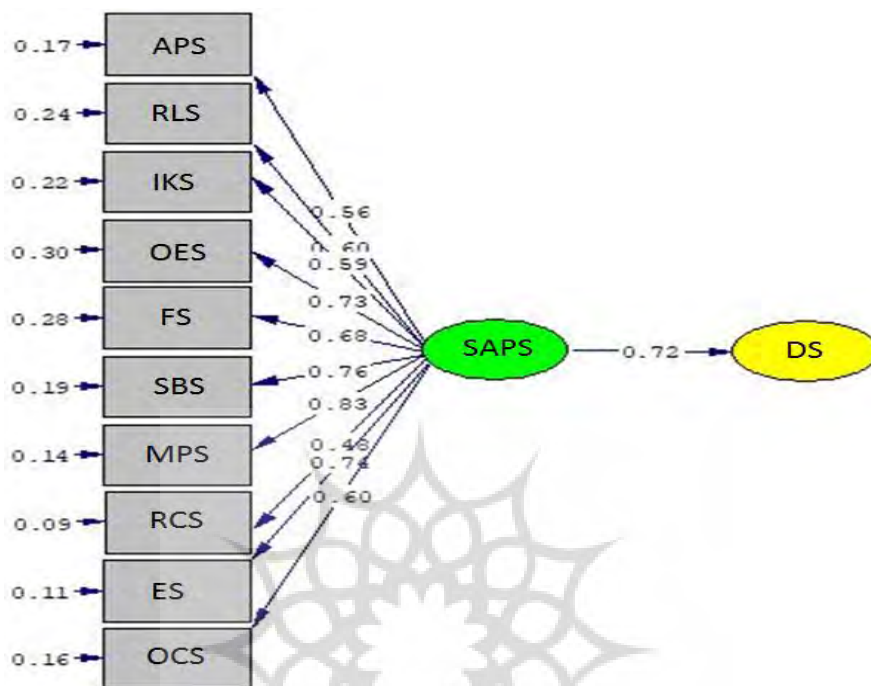 0.17 APS
0.24 RLS
0.22 IKS
0.30 OES
0.28 FS
0.19 SBS
0.14 MPS
0.09 RCS
0.11 ES
0.16 OCS
0.56
0.60
0.59
0.73
0.68
0.76
0.83
0.74
0.60
SAPS
0.72
DS